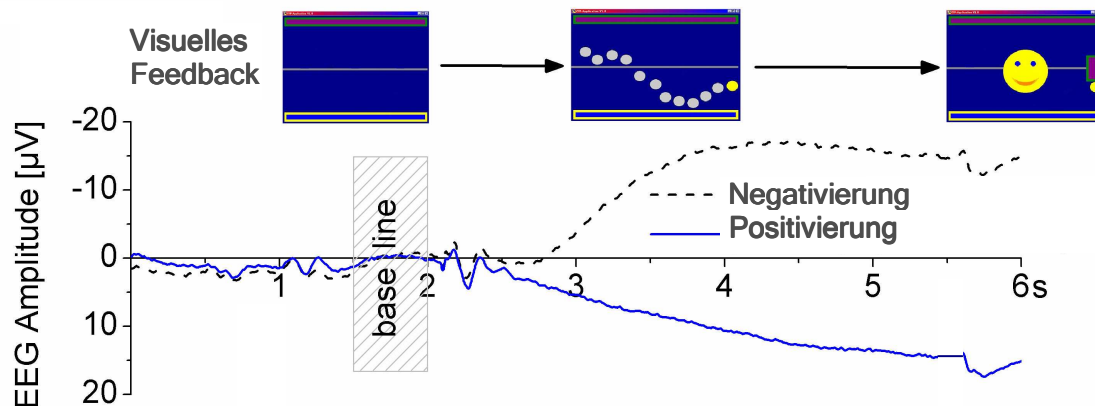 Visuelles
Feedback
EEG Amplitude [µV]
-20
-10
0
10
20
base line
1
2
3
4
5
6s
Negativierung
Positivierung